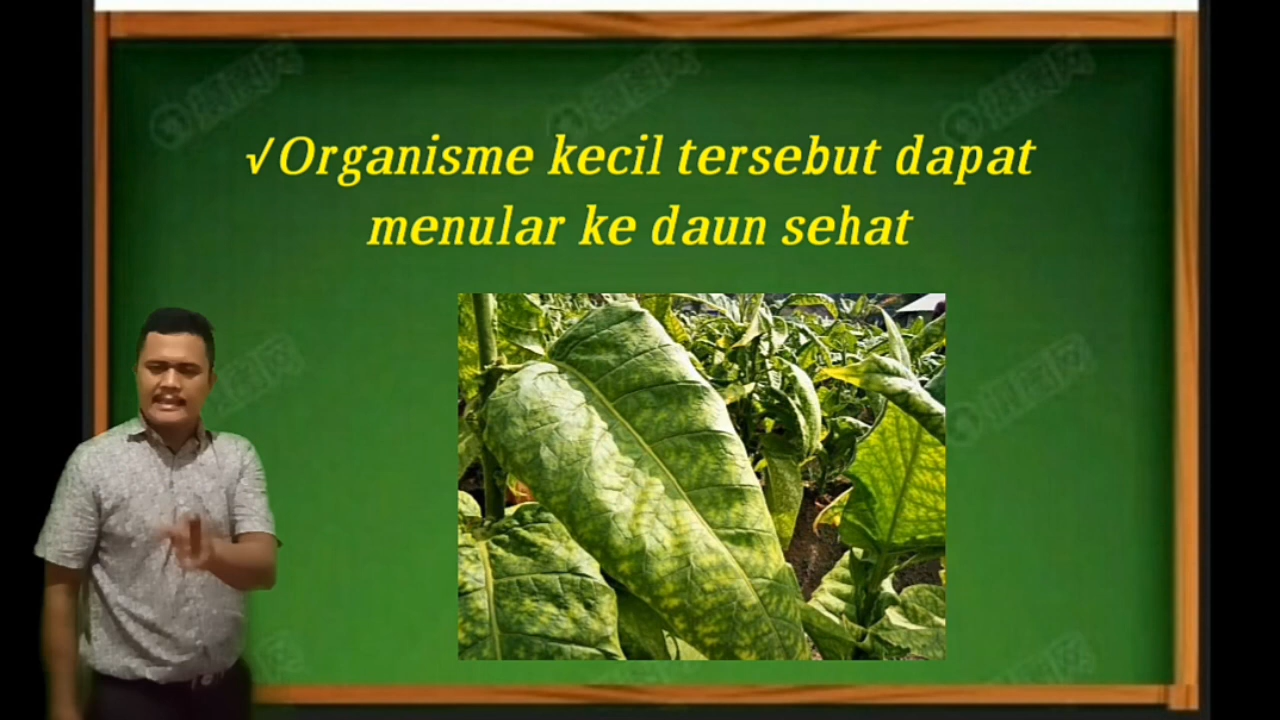 √Organisme kecil tersebut dapat
menular ke daun sehat